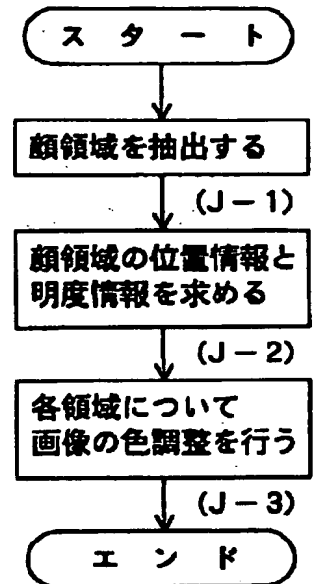 スタート
顔領域を抽出する
(J-1)
顔領域の位置情報と
明度情報を求める
(J-2)
各領域について
画像の色調整を行う
(J-3)
エンド